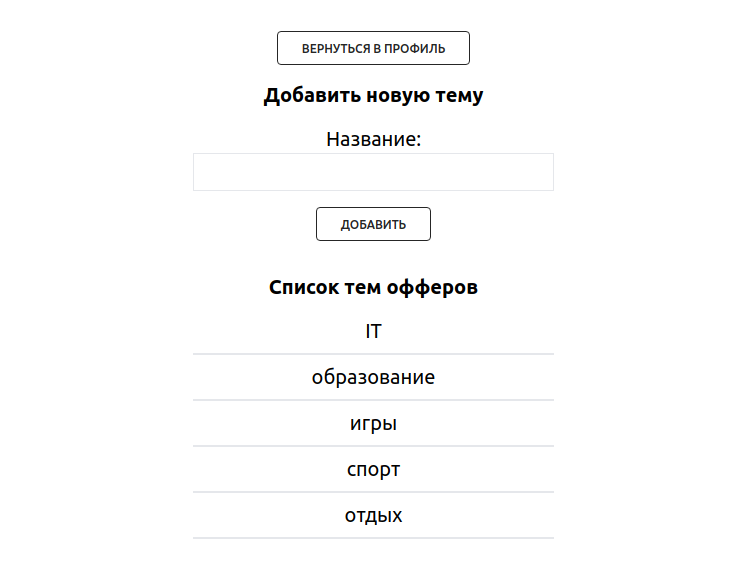 ВЕРНУТЬСЯ В ПРОФИЛЬ
Добавить новую тему
Название:
ДОБАВИТЬ
Список тем офферов
IT
образование
игры
спорт
отдых